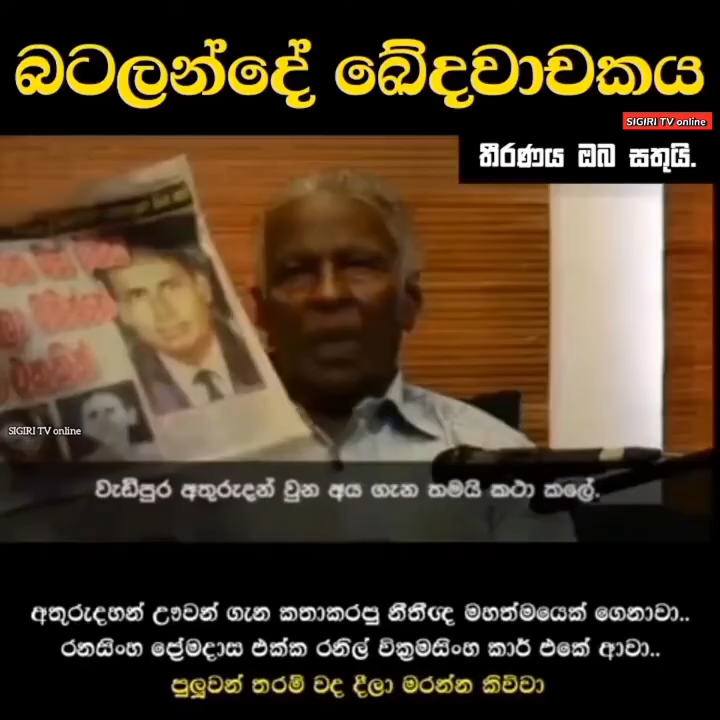 බටලන්දේ ඛේදවාචකය
SIGIRI TV online
තීරණය ඔබ සතුයි.
SIGIRI TV online
වැඩිපුර අතුරුදන් වුන අය ගැන තමයි කථා කලේ.
අතුරුදහන් ඌවන් ගැන කතාකරපු නීතීඥ මහත්මයෙක් ගෙනාවා..
රනසිංහ ප්‍රේමදාස එක්ක රනිල් වික්‍රමසිංහ කාර් එකේ ආවා..
පුලූවන් තරම් වද දීලා මරන්න කිව්වා